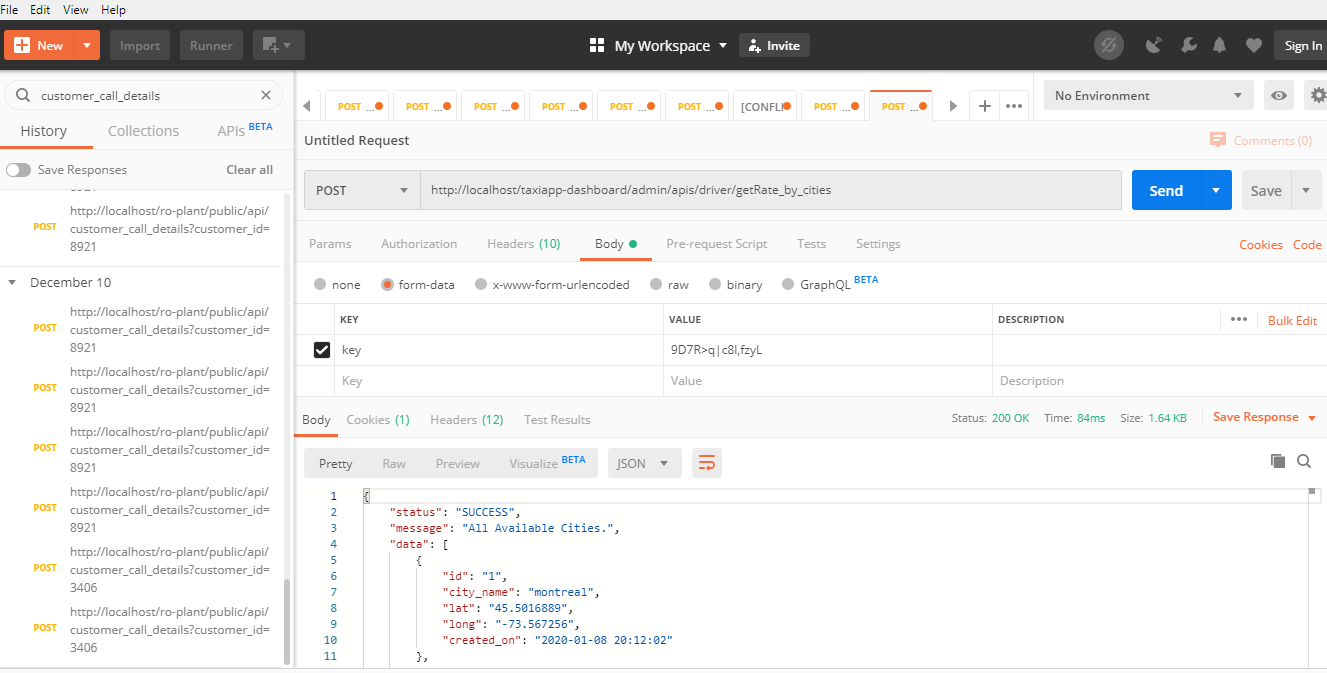 File Edit View Help
New Import Runner My Workspace Invite Sign In
customer_call_details
History Collections APIs BETA
Save Responses Clear all
http://localhost/ro-plant/public/api/
POST customer_call_details?customer_id=
8921
December 10
http://localhost/ro-plant/public/api/
POST customer_call_details?customer_id=
8921
http://localhost/ro-plant/public/api/
POST customer_call_details?customer_id=
8921
http://localhost/ro-plant/public/api/
POST customer_call_details?customer_id=
8921
http://localhost/ro-plant/public/api/
POST customer_call_details?customer_id=
8921
http://localhost/ro-plant/public/api/
POST customer_call_details?customer_id=
3406
http://localhost/ro-plant/public/api/
POST customer_call_details?customer_id=
3406
POST ... POST ... POST ... POST ... POST ... POST ... [CONFLI POST ... POST ... No Environment
Untitled Request Comments (0)
POST http://localhost/taxiapp-dashboard/admin/apis/driver/getRate_by_cities Send Save
Params Authorization Headers (10) Body Pre-request Script Tests Settings Cookies Code
none form-data x-www-form-urlencoded raw binary GraphQL BETA
KEY VALUE DESCRIPTION ••• Bulk Edit
key
Key Value Description
Body Cookies (1) Headers (12) Test Results Status: 200 OK Time: 84ms Size: 1.64 KB Save Response
Pretty Raw Preview Visualize BETA JSON
1 {
2 "status": "SUCCESS",
3 "message": "All Available Cities.",
4 "data": [
5 {
6 "id": "1",
7 "city_name": "montreal",
8 "lat": "45.5016889",
9 "long": "-73.567256",
10 "created_on": "2020-01-08 20:12:02"
11 },